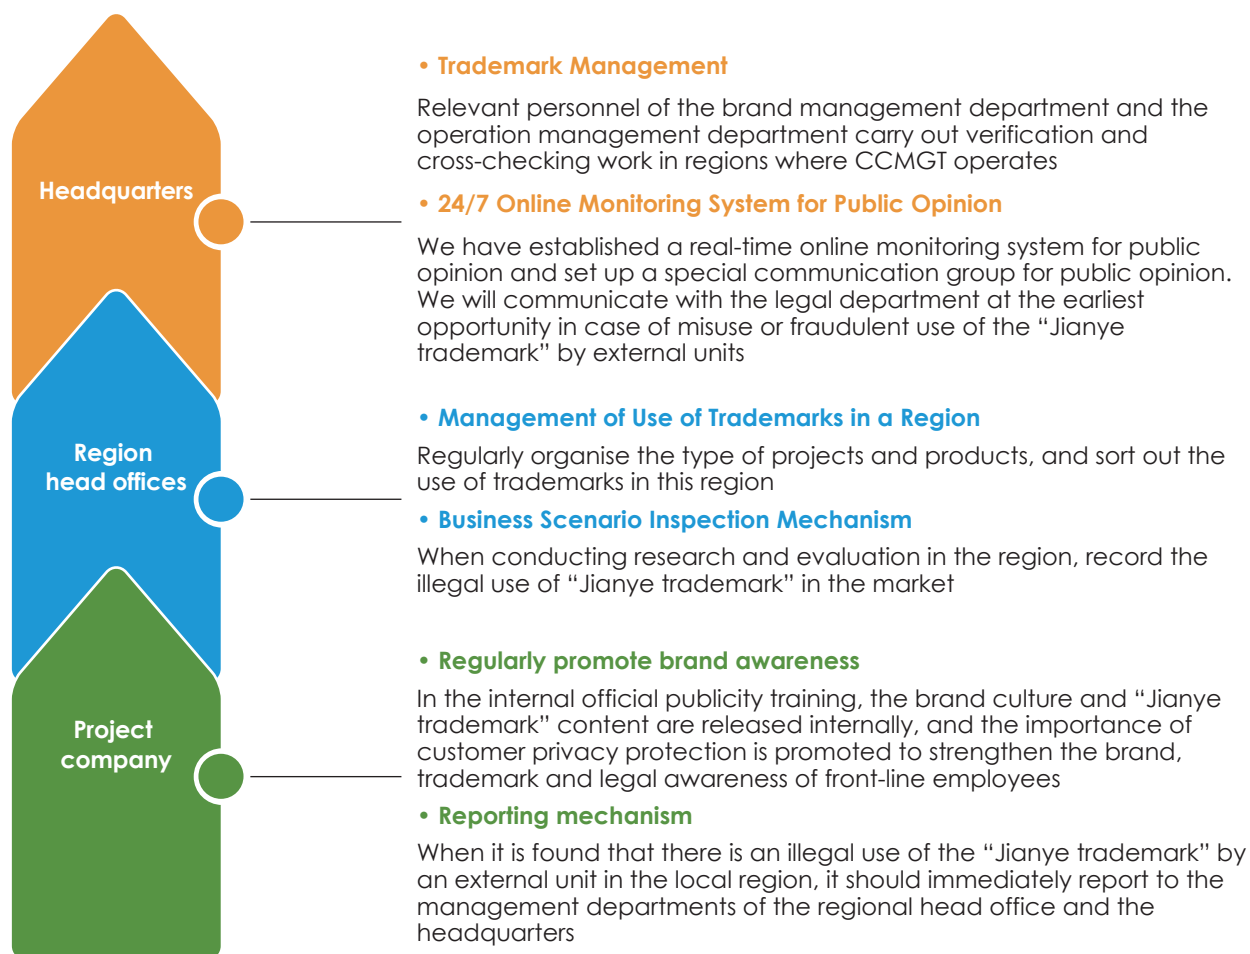 Headquarters
• Trademark Management
Relevant personnel of the brand management department and the
operation management department carry out verification and
cross-checking work in regions where CCMGT operates
• 24/7 Online Monitoring System for Public Opinion
We have established a real-time online monitoring system for public
opinion and set up a special communication group for public opinion.
We will communicate with the legal department at the earliest
opportunity in case of misuse or fraudulent use of the “Jianye
trademark” by external units
Region
head offices
• Management of Use of Trademarks in a Region
Regularly organise the type of projects and products, and sort out the
use of trademarks in this region
• Business Scenario Inspection Mechanism
When conducting research and evaluation in the region, record the
illegal use of “Jianye trademark” in the market
Project
company
• Regularly promote brand awareness
In the internal official publicity training, the brand culture and “Jianye
trademark” content are released internally, and the importance of
customer privacy protection is promoted to strengthen the brand,
trademark and legal awareness of front-line employees
• Reporting mechanism
When it is found that there is an illegal use of the “Jianye trademark” by
an external unit in the local region, it should immediately report to the
management departments of the regional head office and the
headquarters